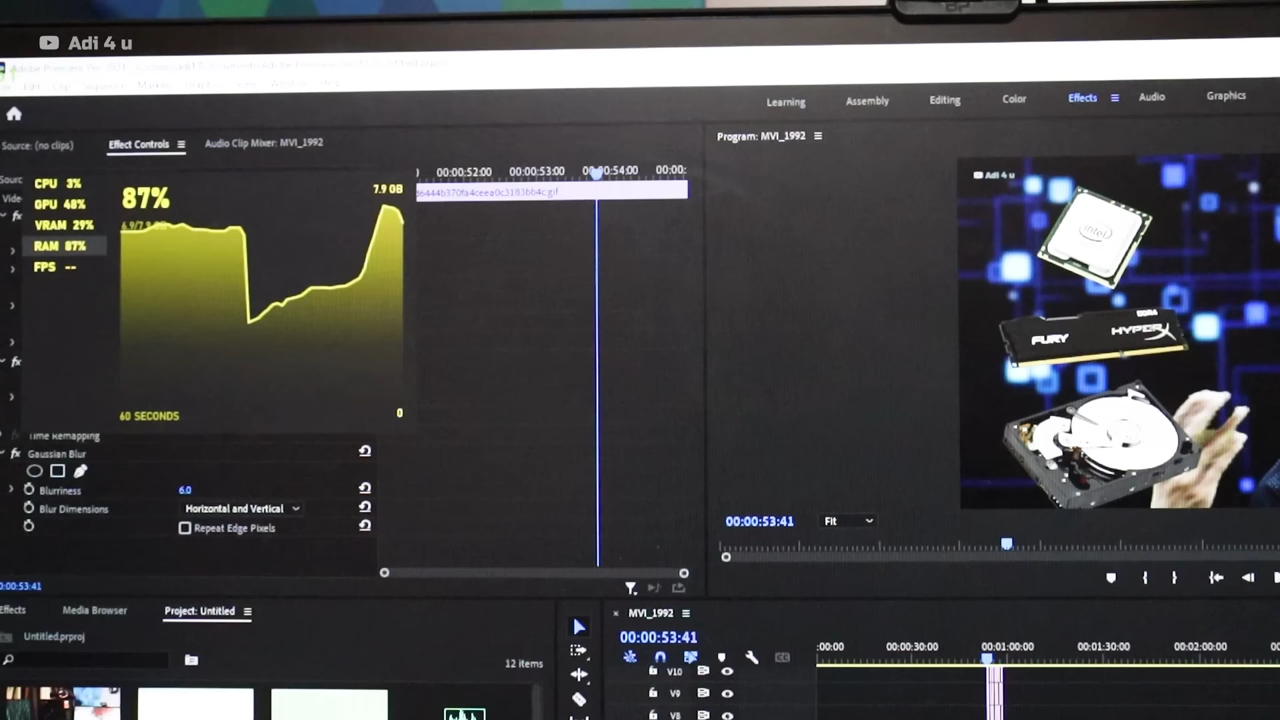 Adi 4 u
Learning
Assembly
Editing
Color
Effects
Audio
Graphics
Source: (no clips)
Effect Controls
Audio Clip Mixer: MVI_1992
Program: MVI_1992
00:00:52:00
00:00:53:00
00:00:54:00
00:00:
CPU 3%
GPU 48%
VRAM 29%
RAM 87%
FPS --
87%
7.9 GB
60 SECONDS
0
Adi 4 u
intel
FURY
HYPERX
DDR4
Time Remapping
fx Gaussian Blur
Blurriness
6.0
Blur Dimensions
Horizontal and Vertical
Repeat Edge Pixels
00:00:53:41
Fit
0:00:53:41
Effects
Media Browser
Project: Untitled
Untitled.prproj
12 items
× MVI_1992
00:00:53:41
:00:00
00:00:30:00
00:01:00:00
00:01:30:00
00:02:00:00
V10
V9
V8